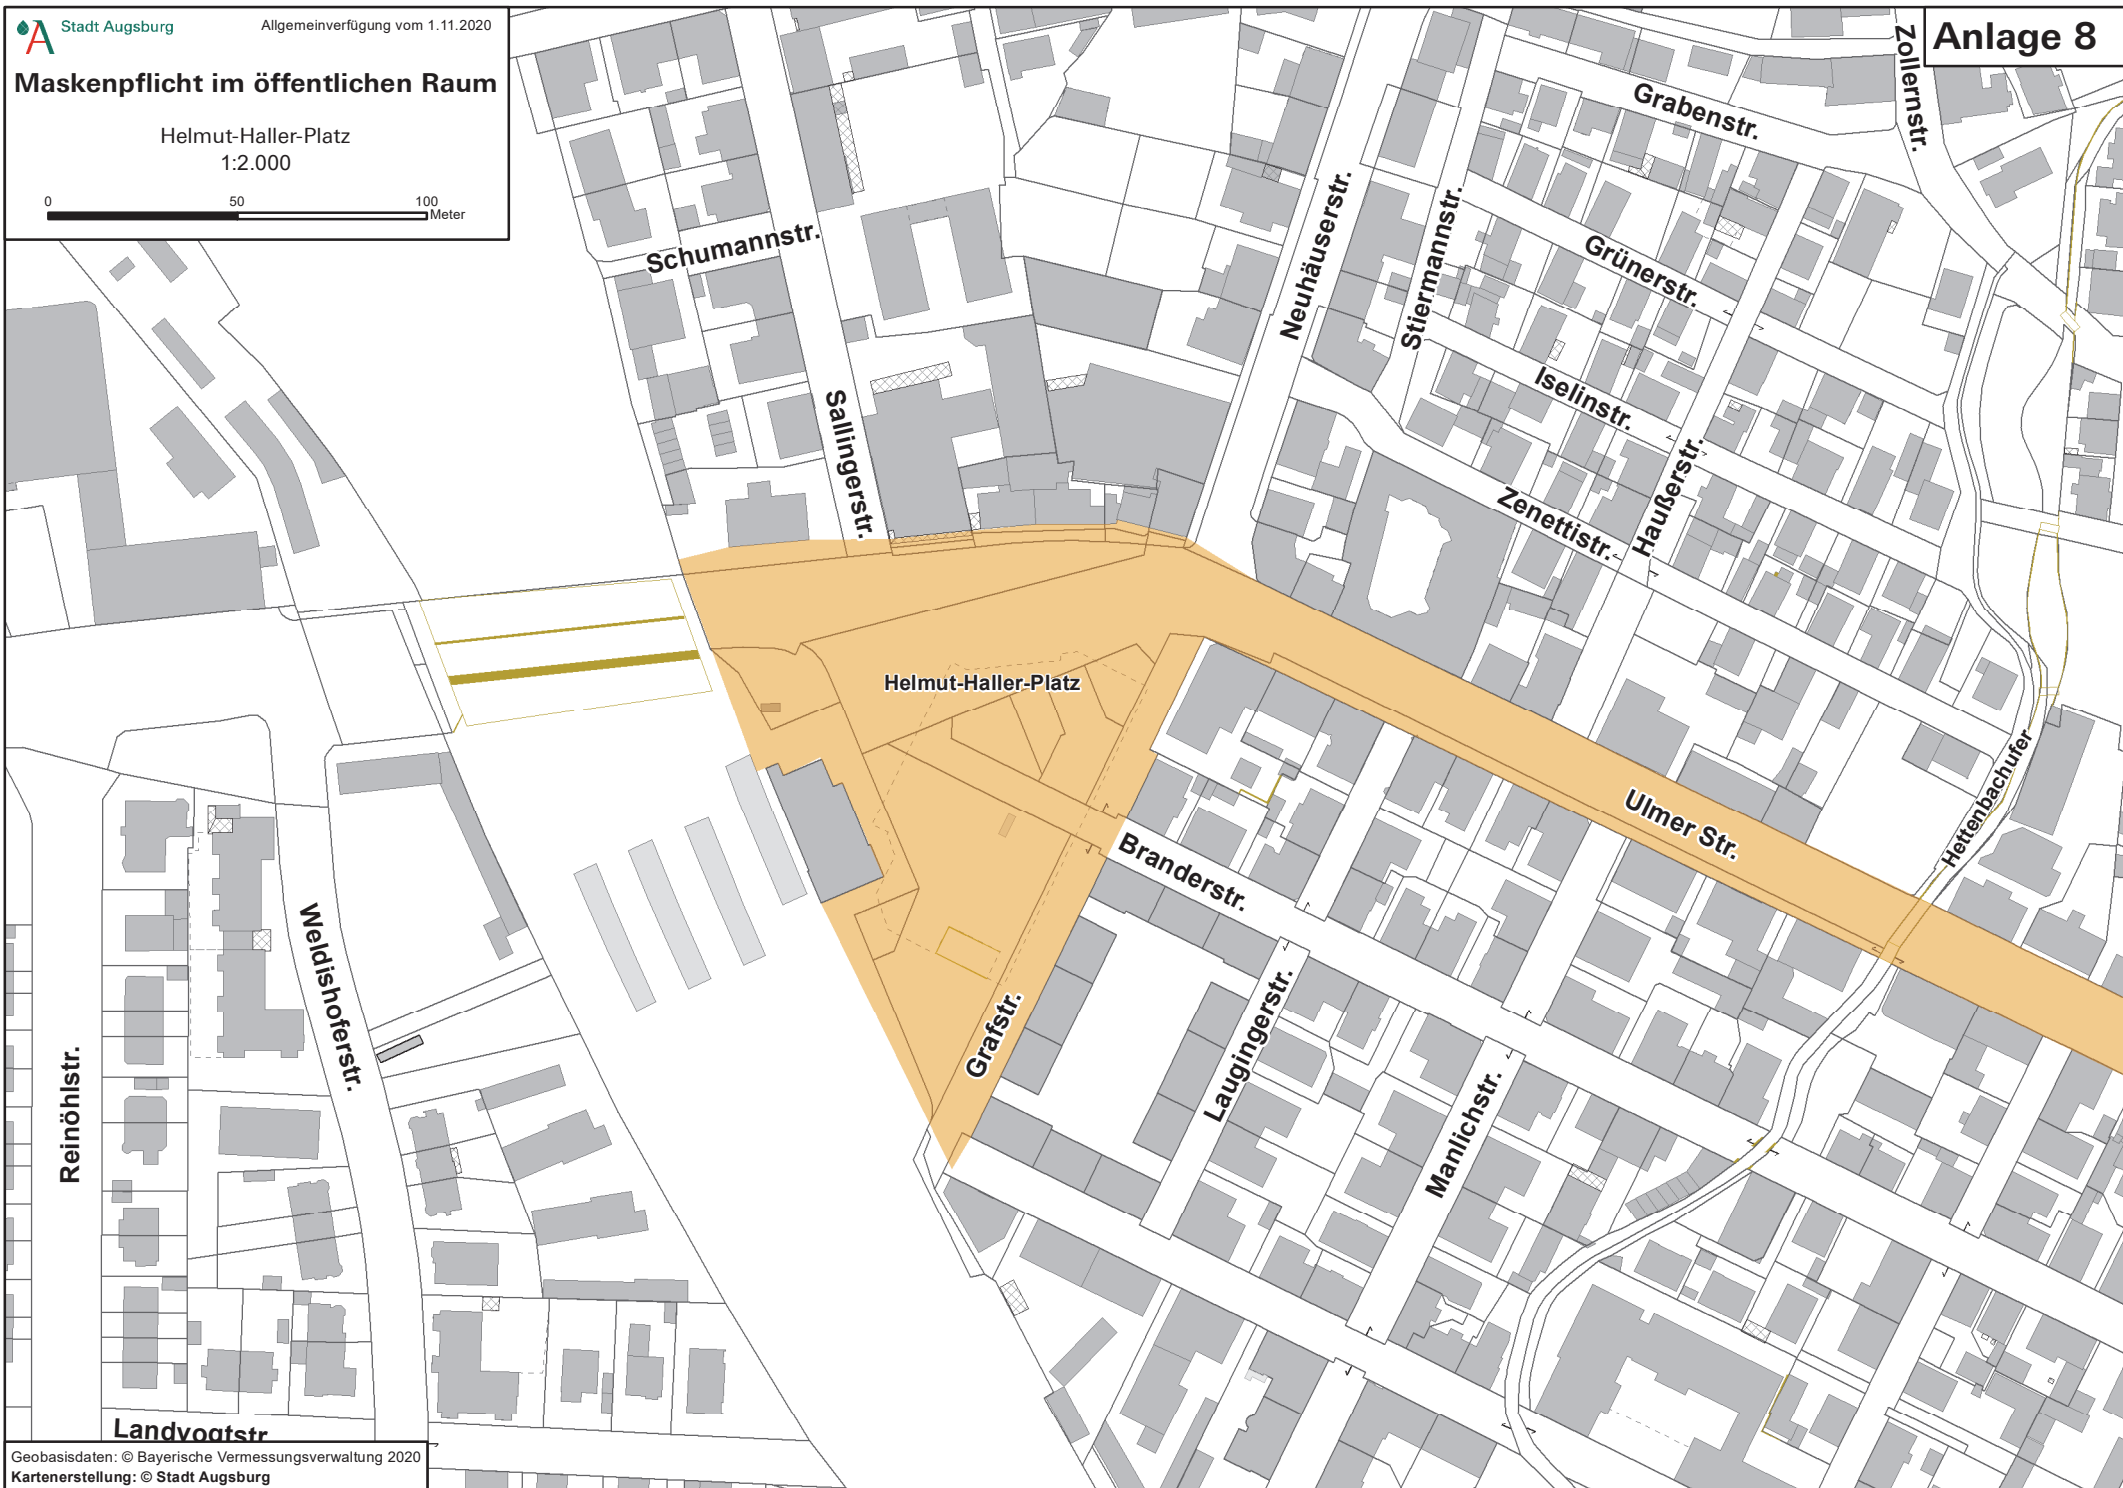 Stadt Augsburg
Allgemeinverfügung vom 1.11.2020
Maskenpflicht im öffentlichen Raum
Helmut-Haller-Platz
1:2.000
0 50 100
Meter
Anlage 8
Zollernstr.
Grabenstr.
Neuhäuserstr.
Stiermannstr.
Grünerstr.
Schumannstr.
Iselinstr.
Sallingerstr.
Haußerstr.
Zenettistr.
Helmut-Haller-Platz
Ulmer Str.
Hettenbachufer
Branderstr.
Weldishoferstr.
Grafstr.
Laugingerstr.
Manlichstr.
Reinöhlstr.
Landvogtstr.
Geobasisdaten: © Bayerische Vermessungsverwaltung 2020
Kartenerstellung: © Stadt Augsburg